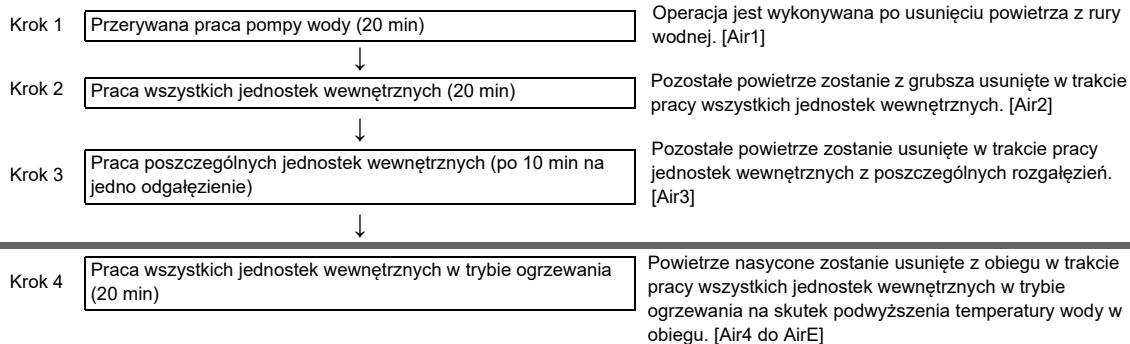 Krok 1
Przerywana praca pompy wody (20 min)
Operacja jest wykonywana po usunięciu powietrza z rury
wodnej. [Air1]
↓
Krok 2
Praca wszystkich jednostek wewnętrznych (20 min)
Pozostałe powietrze zostanie z grubsza usunięte w trakcie
pracy wszystkich jednostek wewnętrznych. [Air2]
↓
Krok 3
Praca poszczególnych jednostek wewnętrznych (po 10 min na
jedno odgałęzienie)
Pozostałe powietrze zostanie usunięte w trakcie pracy
jednostek wewnętrznych z poszczególnych rozgałęzień.
[Air3]
↓
Krok 4
Praca wszystkich jednostek wewnętrznych w trybie ogrzewania
(20 min)
Powietrze nasycone zostanie usunięte z obiegu w trakcie
pracy wszystkich jednostek wewnętrznych w trybie
ogrzewania na skutek podwyższenia temperatury wody w
obiegu. [Air4 do AirE]